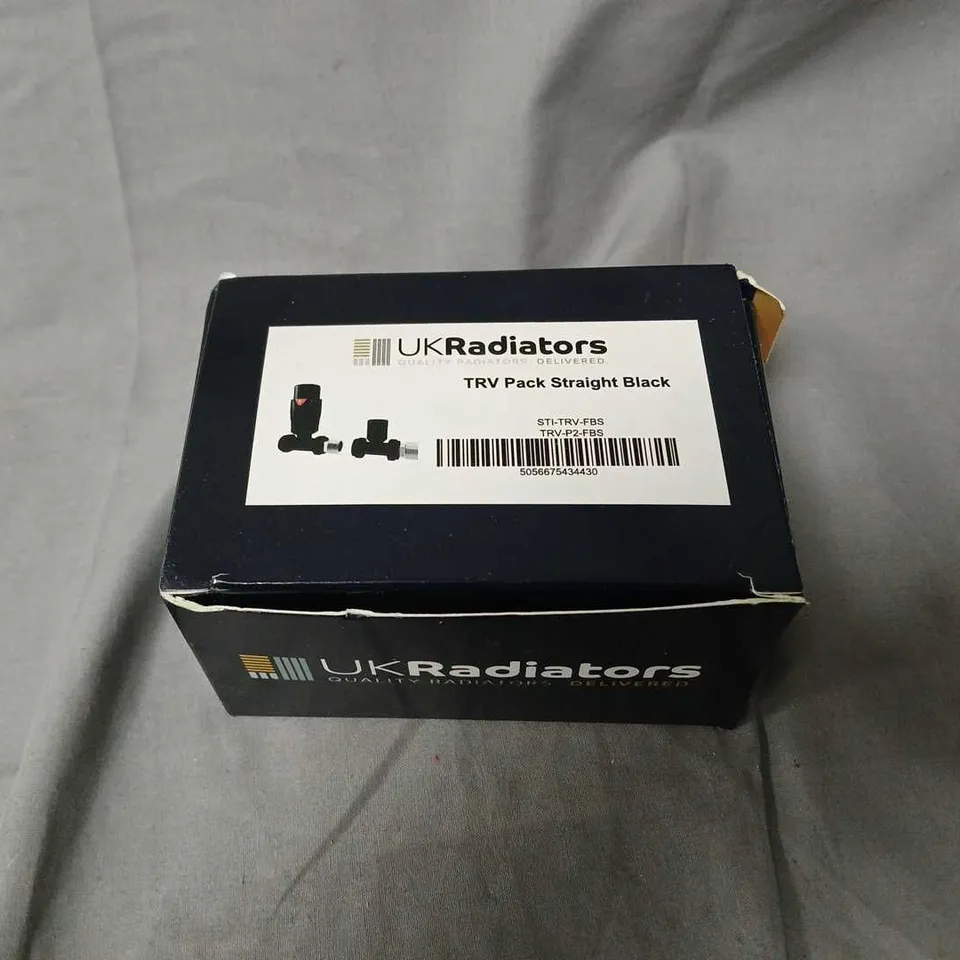 UKRadiators
QUALITY RADIATORS. DELIVERED.
TRV Pack Straight Black
STI-TRV-FBS
TRV-P2-FBS
5056675434430
UKRadiators
QUALITY RADIATORS. DELIVERED.